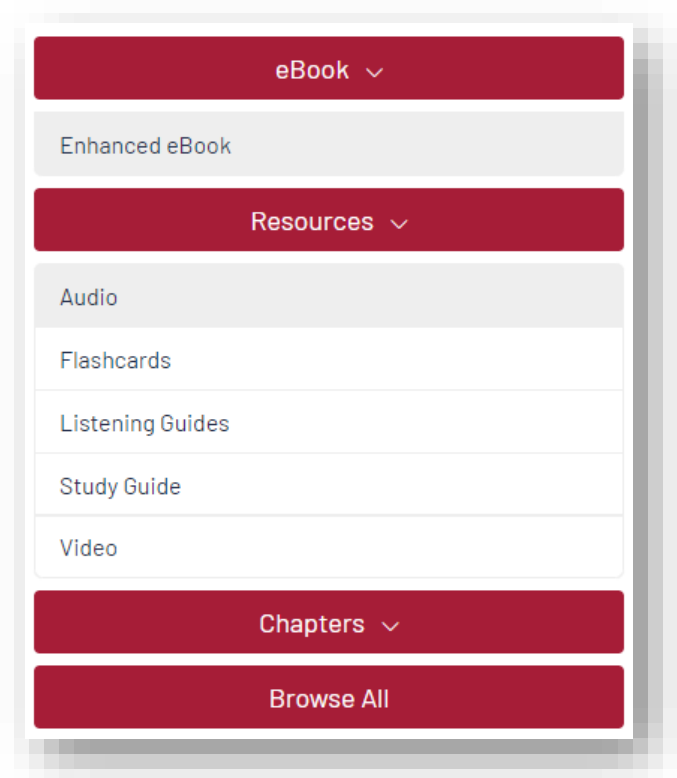 eBook
Enhanced eBook
Resources
Audio
Flashcards
Listening Guides
Study Guide
Video
Chapters
Browse All